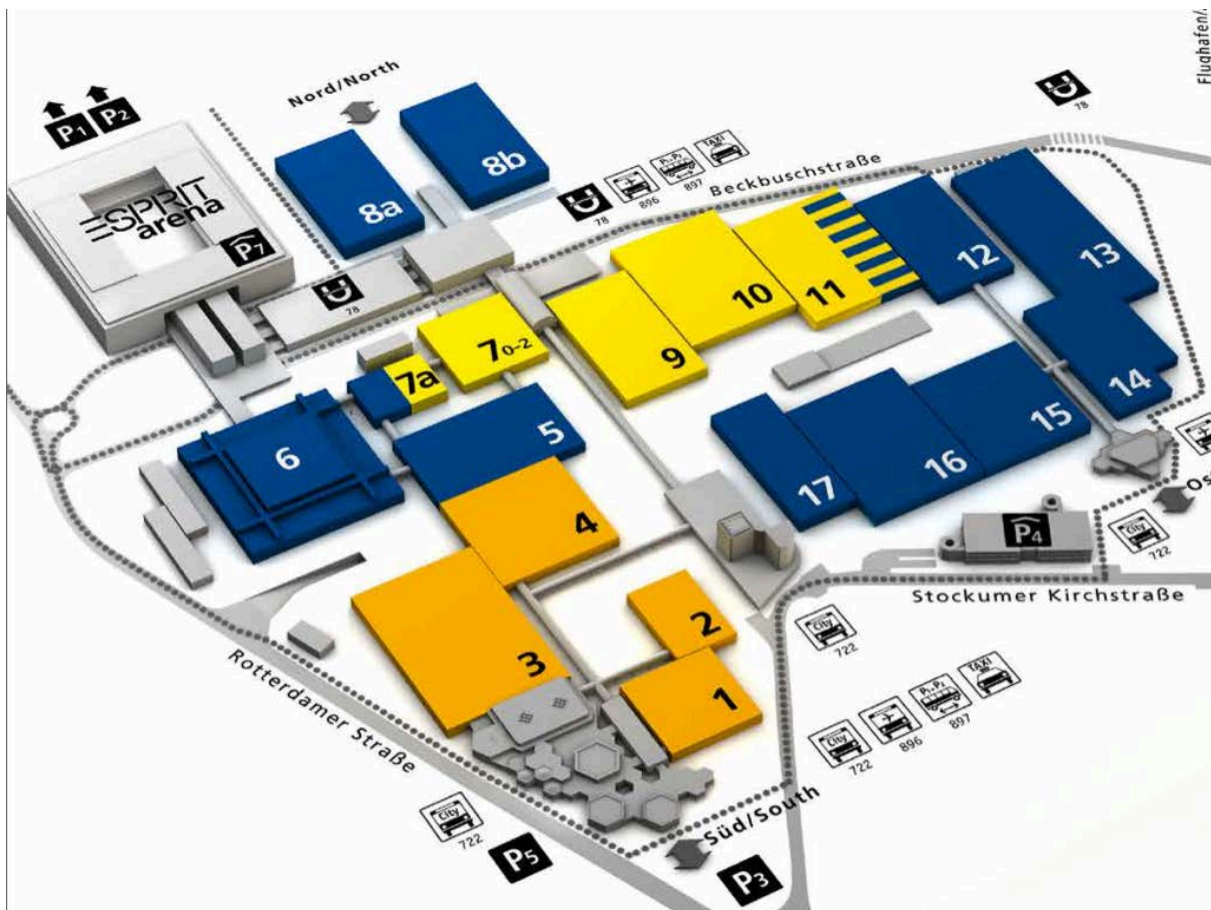 Flughafen/
Nord/North
P1
P2
78
8b
ESPRIT
arena
8a
P7
TAXI
P1+P2
78
896
897
Beckbuschstraße
78
12
13
10
11
7 0–2
9
7a
14
5
15
6
16
17
4
Os
P4
City
722
Stockumer Kirchstraße
2
City
722
3
1
Rotterdamer Straße
TAXI
P1+P2
City
722
896
897
City
722
P5
Süd/South
P3